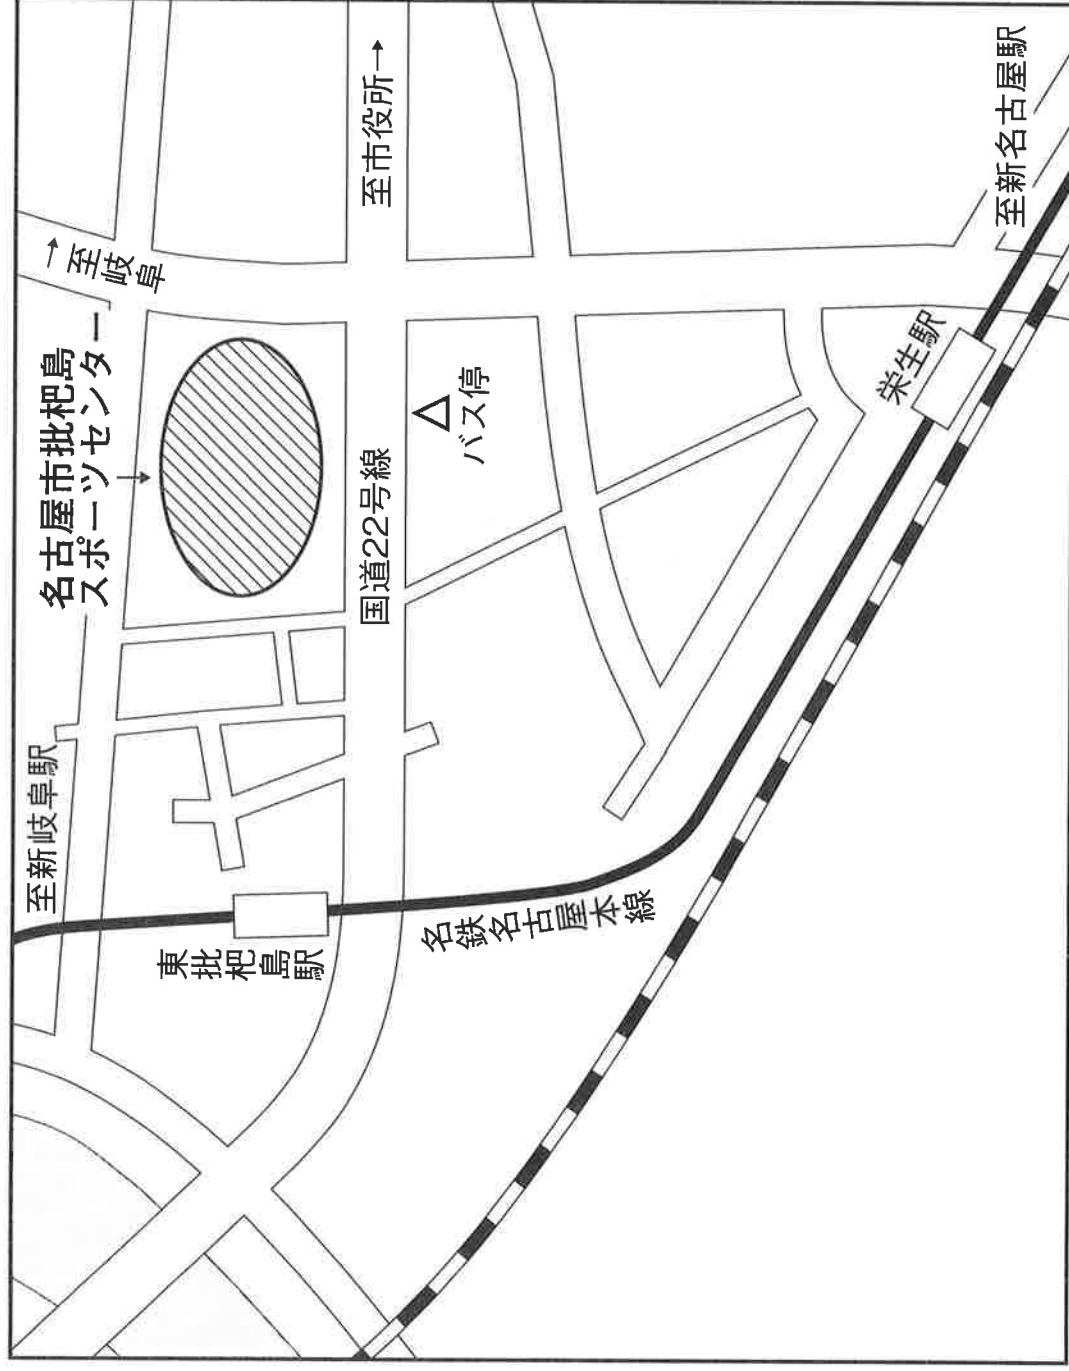 名古屋市批杷島
スポーツセンター
→
至岐阜
至新岐阜駅
東批杷島駅
国道22号線
至市役所→
バス停
名鉄名古屋本線
栄生駅
至新名古屋駅